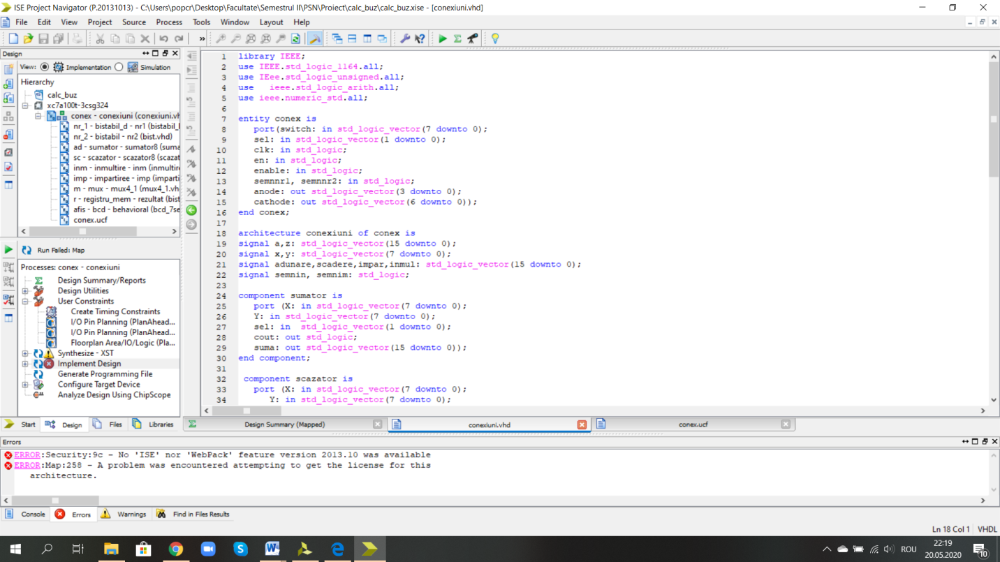 ISE Project Navigator (P.20131013) - C:\Users\popcr\Desktop\Facultate\Semestrul II\PSN\Proiect\calc_buz\calc_buz.xise - [conexiuni.vhd]
File Edit View Project Source Process Tools Window Layout Help
Design
View: Implementation Simulation
Hierarchy
calc_buz
xc7a100t-3csg324
conex - conexiuni (conexiuni.vh
nr_1 - bistabil_d - nr1 (bistabil_
nr_2 - bistabil - nr2 (bist.vhd)
ad - sumator - sumator8 (suma
sc - scazator - scazator8 (scazat
inm - inmultire - inm (inmultir
imp - impartiree - imp (imparti
m - mux - mux4_1 (mux4_1.vh
r - registru_mem - rezultat (bist
afis - bcd - behavioral (bcd_7se
conex.ucf
Run Failed: Map
Processes: conex - conexiuni
Design Summary/Reports
Design Utilities
User Constraints
Create Timing Constraints
I/O Pin Planning (PlanAhead...
I/O Pin Planning (PlanAhead...
Floorplan Area/IO/Logic (Pla...
Synthesize - XST
Implement Design
Generate Programming File
Configure Target Device
Analyze Design Using ChipScope
Start Design Files Libraries
1 library IEEE;
2 use IEEE.std_logic_1164.all;
3 use IEee.std_logic_unsigned.all;
4 use ieee.std_logic_arith.all;
5 use ieee.numeric_std.all;
6
7 entity conex is
8 port(switch: in std_logic_vector(7 downto 0);
9 sel: in std_logic_vector(1 downto 0);
10 clk: in std_logic;
11 en: in std_logic;
12 enable: in std_logic;
13 semnnr1, semnnr2: in std_logic;
14 anode: out std_logic_vector(3 downto 0);
15 cathode: out std_logic_vector(6 downto 0));
16 end conex;
17
18 architecture conexiuni of conex is
19 signal a,z: std_logic_vector(15 downto 0);
20 signal x,y: std_logic_vector(7 downto 0);
21 signal adunare,scadere,impar,inmul: std_logic_vector(15 downto 0);
22 signal semnin, semnim: std_logic;
23
24 component sumator is
25 port (X: in std_logic_vector(7 downto 0);
26 Y: in std_logic_vector(7 downto 0);
27 sel: in std_logic_vector(1 downto 0);
28 cout: out std_logic;
29 suma: out std_logic_vector(15 downto 0));
30 end component;
31
32 component scazator is
33 port (X: in std_logic_vector(7 downto 0);
34 Y: in std_logic_vector(7 downto 0);
Design Summary (Mapped) conexiuni.vhd conex.ucf
Errors
ERROR:Security:9c - No 'ISE' nor 'WebPack' feature version 2013.10 was available
ERROR:Map:258 - A problem was encountered attempting to get the license for this
architecture.
Console Errors Warnings Find in Files Results
Ln 18 Col 1 VHDL
ROU
22:19
20.05.2020
10